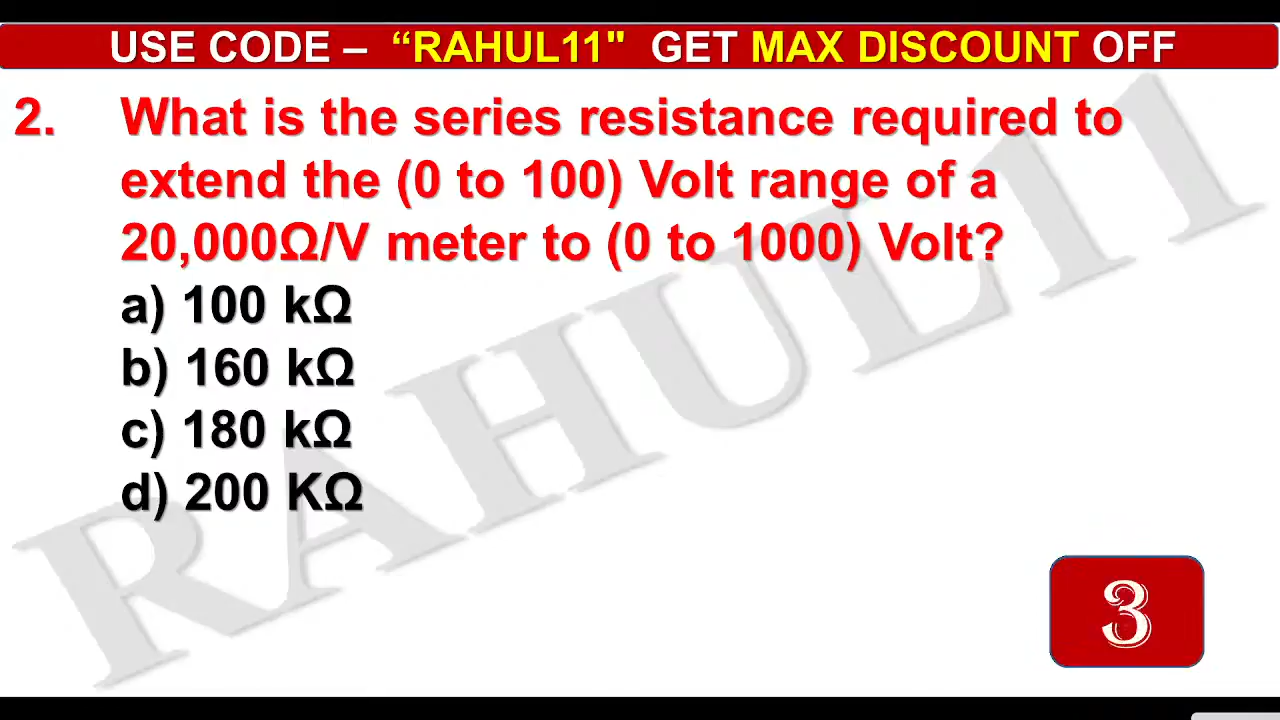 USE CODE – “RAHUL11" GET MAX DISCOUNT OFF
2. What is the series resistance required to
extend the (0 to 100) Volt range of a
20,000Ω/V meter to (0 to 1000) Volt?
a) 100 kΩ
b) 160 kΩ
c) 180 kΩ
d) 200 KΩ
RAHUL11
3